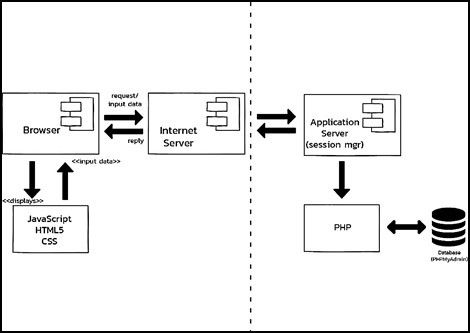 request/
input data
Browser
reply
Internet
Server
Application
Server
(session mgr)
<<input data>>
<<displays>>
JavaScript
HTML5
CSS
PHP
Database
(PHPMyAdmin)